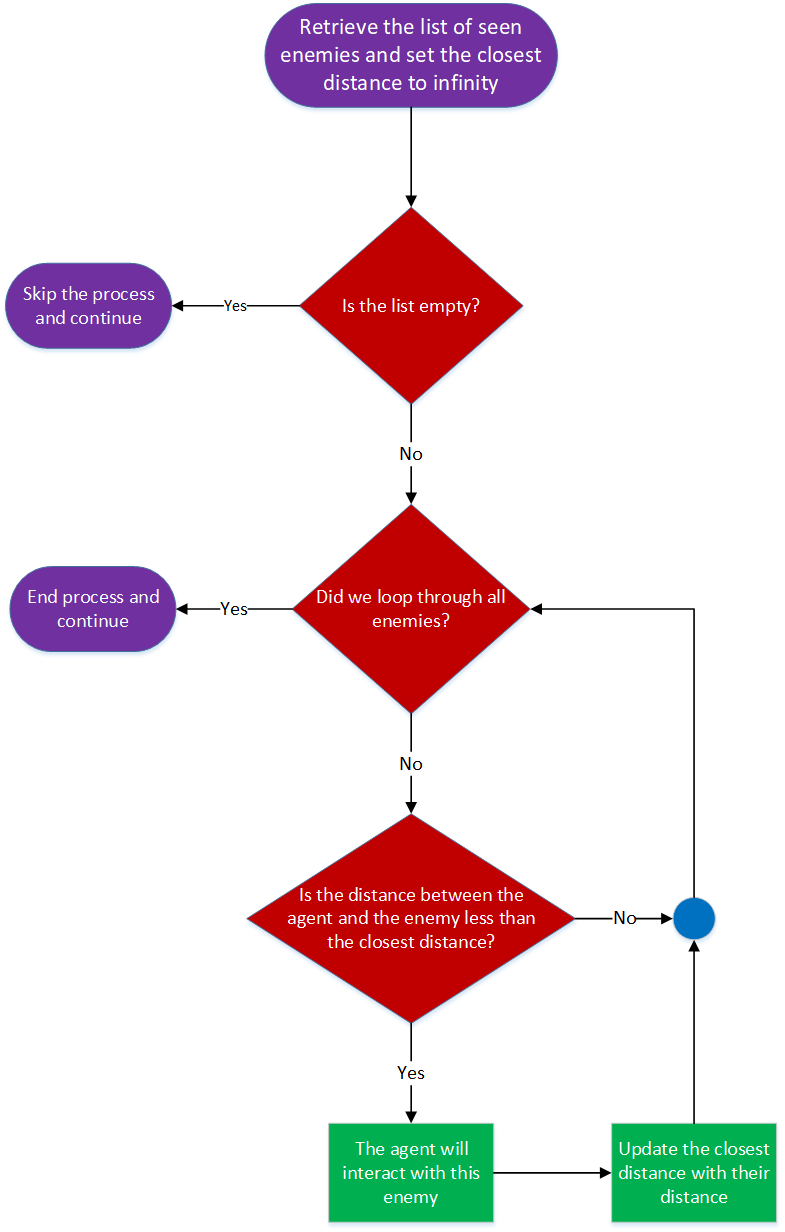 Retrieve the list of seen
enemies and set the closest
distance to infinity
Is the list empty?
Yes
Skip the process
and continue
No
Did we loop through all
enemies?
Yes
End process and
continue
No
Is the distance between the
agent and the enemy less than
the closest distance?
No
Yes
The agent will
interact with this
enemy
Update the closest
distance with their
distance